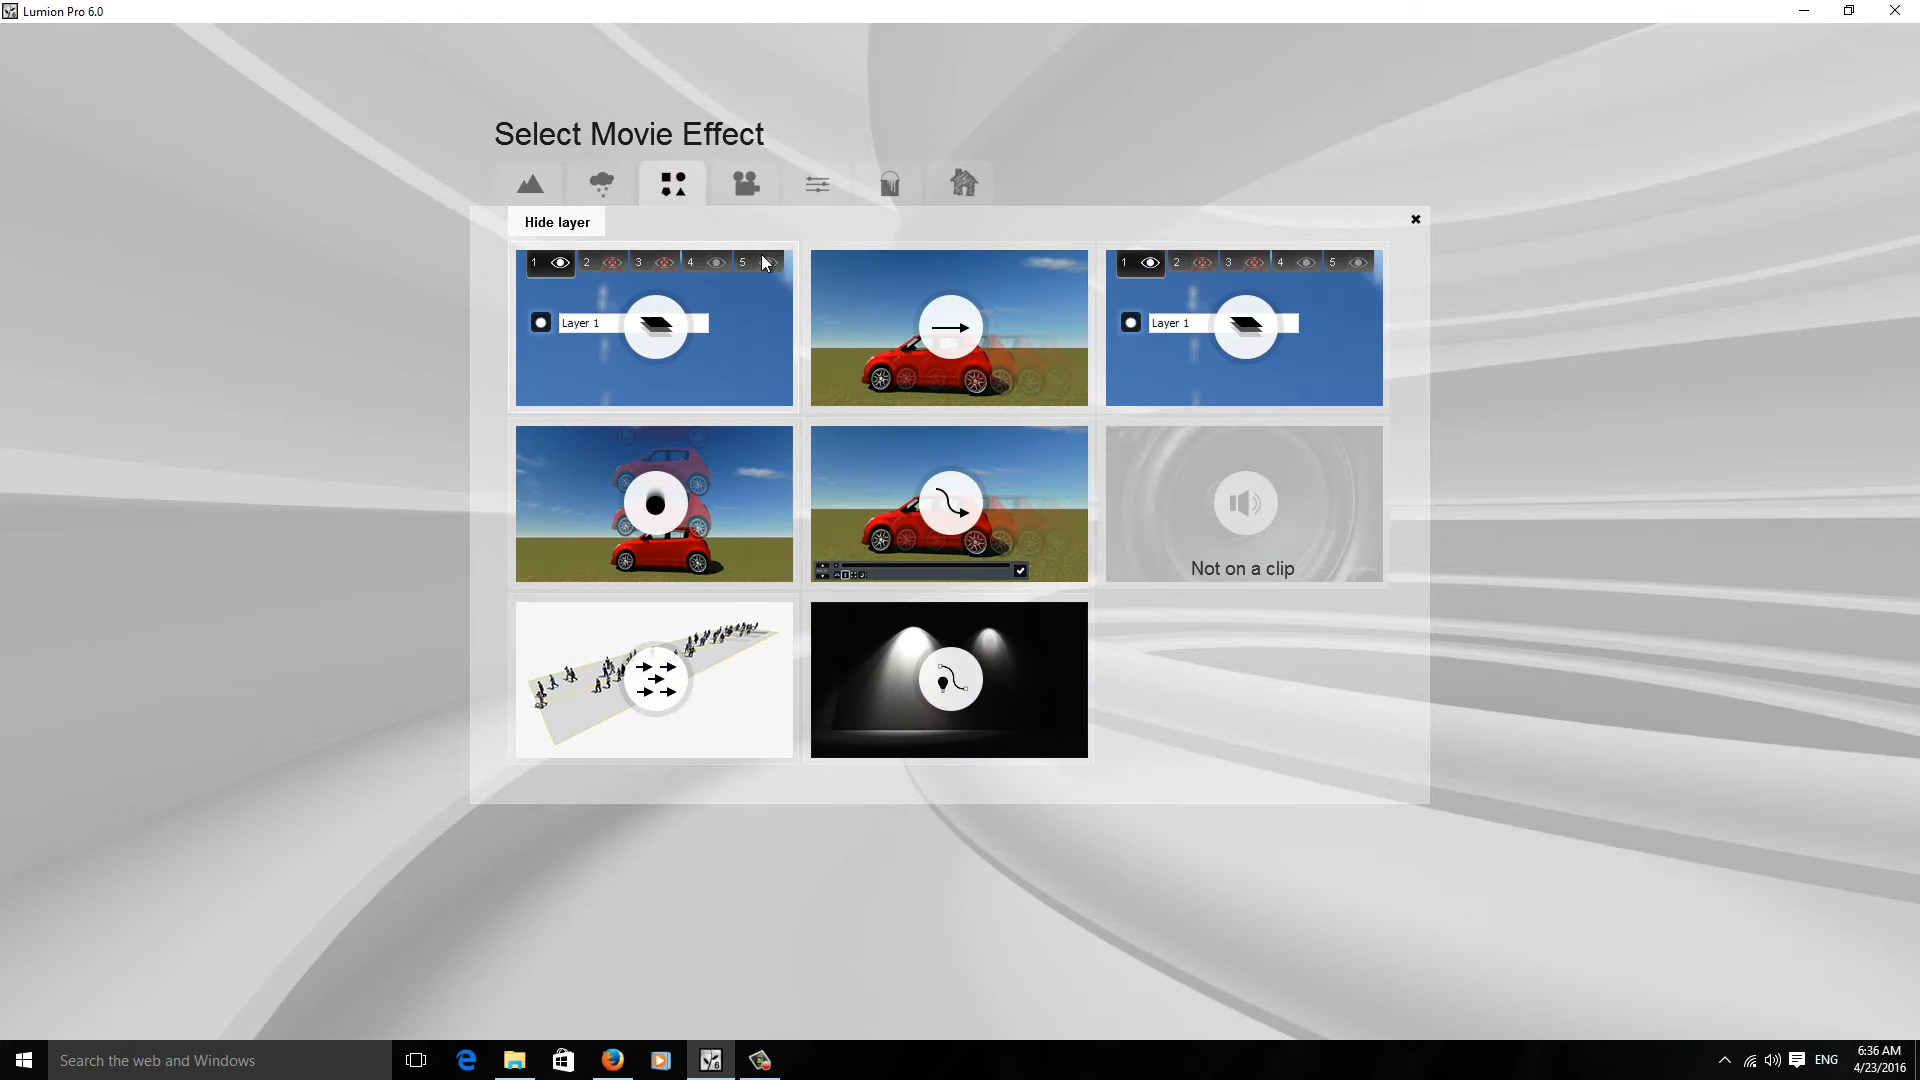 Lumion Pro 6.0
Select Movie Effect
Hide layer
1 2 3 4 5
Layer 1
1 2 3 4 5
Layer 1
Not on a clip
Search the web and Windows
ENG
6:36 AM
4/23/2016